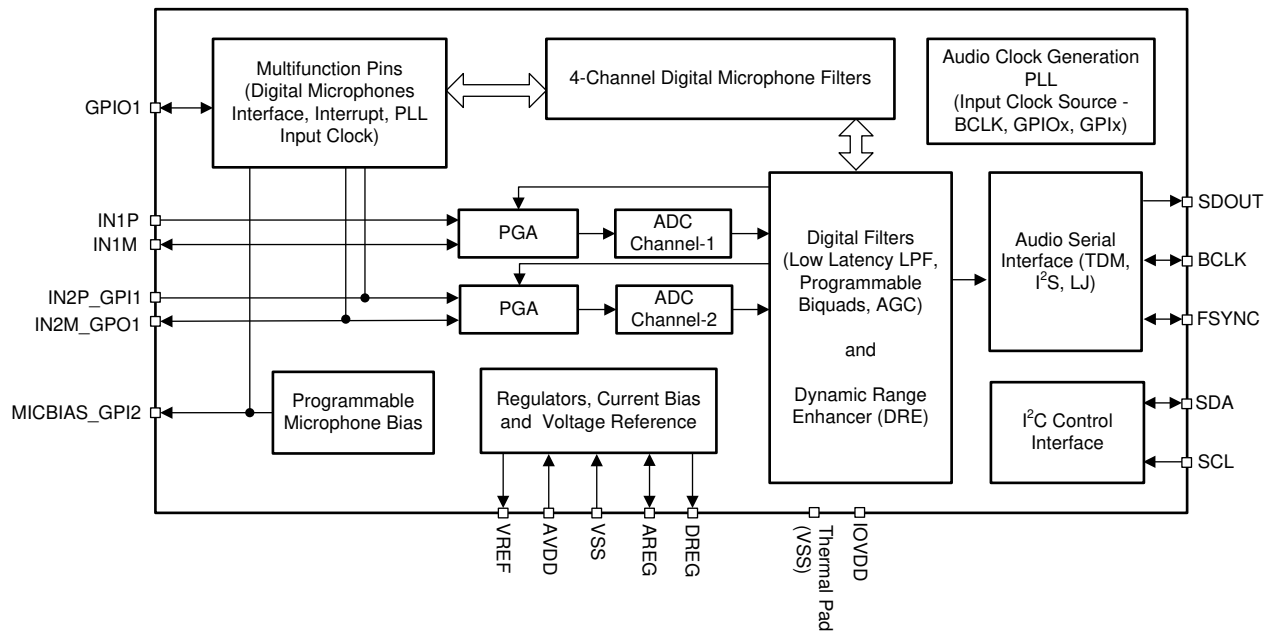 Multifunction Pins
(Digital Microphones
Interface, Interrupt, PLL
Input Clock)
4-Channel Digital Microphone Filters
Audio Clock Generation
PLL
(Input Clock Source -
BCLK, GPIOx, GPIx)
GPIO1
IN1P
IN1M
IN2P_GPI1
IN2M_GPO1
MICBIAS_GPI2
PGA
ADC
Channel-1
PGA
ADC
Channel-2
Digital Filters
(Low Latency LPF,
Programmable
Biquads, AGC)
and
Dynamic Range
Enhancer (DRE)
Audio Serial
Interface (TDM,
I²S, LJ)
SDOUT
BCLK
FSYNC
Programmable
Microphone Bias
Regulators, Current Bias
and Voltage Reference
I²C Control
Interface
SDA
SCL
VREF
AVDD
VSS
AREG
DREG
Thermal Pad
(VSS)
IOVDD